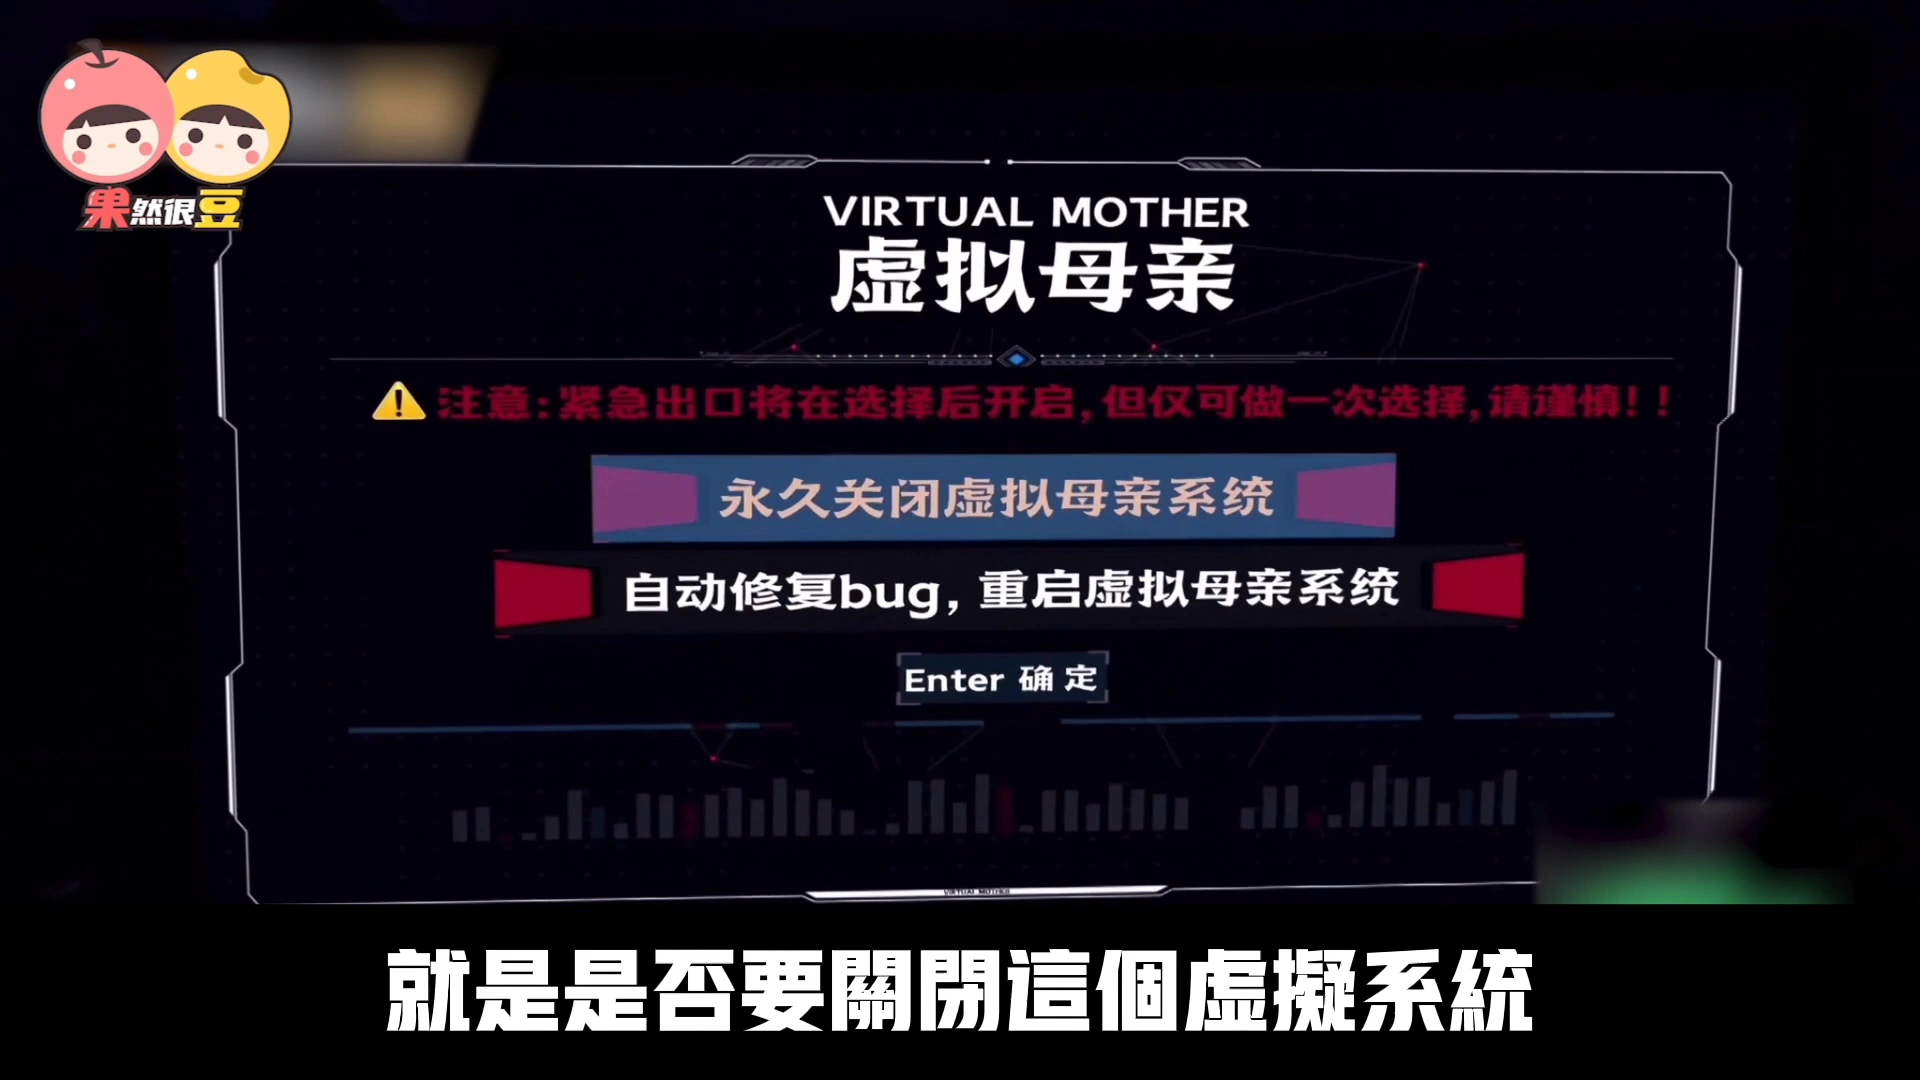 果然很豆
VIRTUAL MOTHER
虚拟母亲
注意:紧急出口将在选择后开启,但仅可做一次选择,请谨慎!!
永久关闭虚拟母亲系统
自动修复bug,重启虚拟母亲系统
Enter 确定
VIRTUAL MOTHER
就是是否要關閉這個虛擬系統